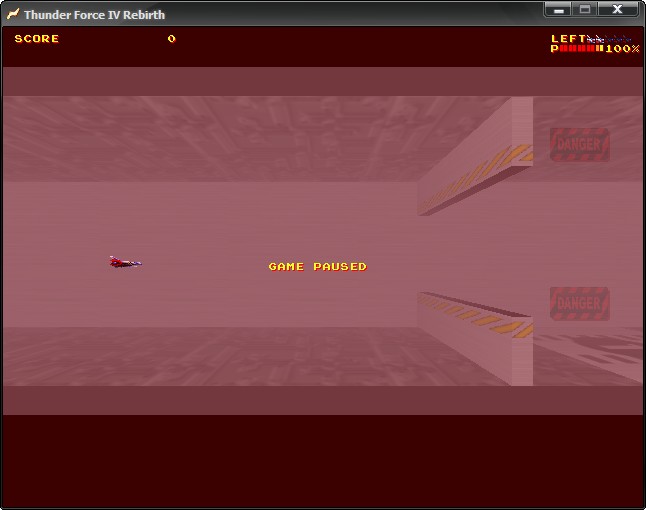 Thunder Force IV Rebirth
SCORE 0
LEFT
P 100%
DANGER
GAME PAUSED
DANGER